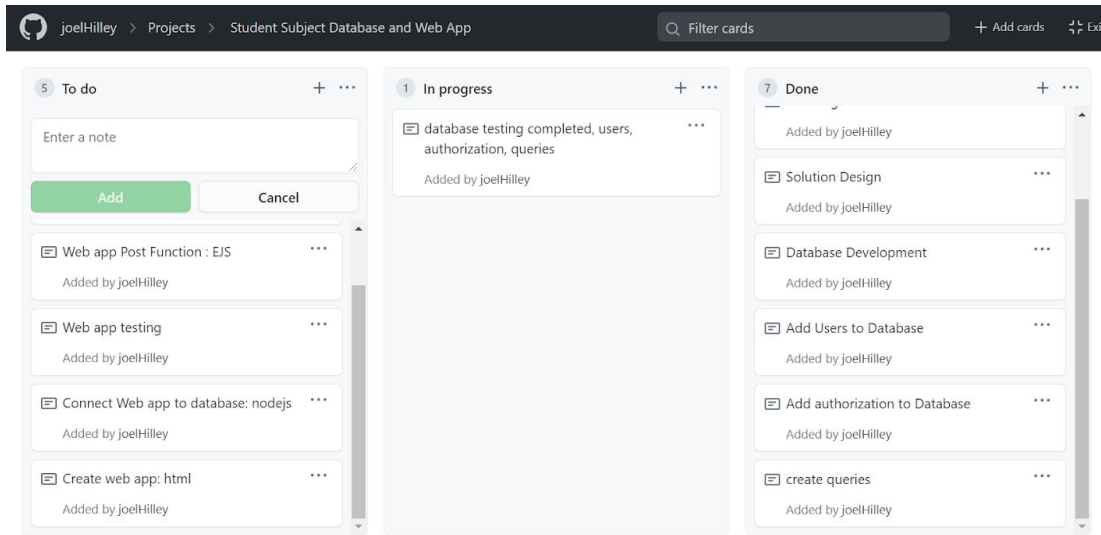 joelHilley > Projects > Student Subject Database and Web App
Filter cards
+ Add cards
Exi
5 To do
Enter a note
Add
Cancel
Web app Post Function : EJS
Added by joelHilley
Web app testing
Added by joelHilley
Connect Web app to database: nodejs
Added by joelHilley
Create web app: html
Added by joelHilley
1 In progress
database testing completed, users,
authorization, queries
Added by joelHilley
7 Done
Added by joelHilley
Solution Design
Added by joelHilley
Database Development
Added by joelHilley
Add Users to Database
Added by joelHilley
Add authorization to Database
Added by joelHilley
create queries
Added by joelHilley